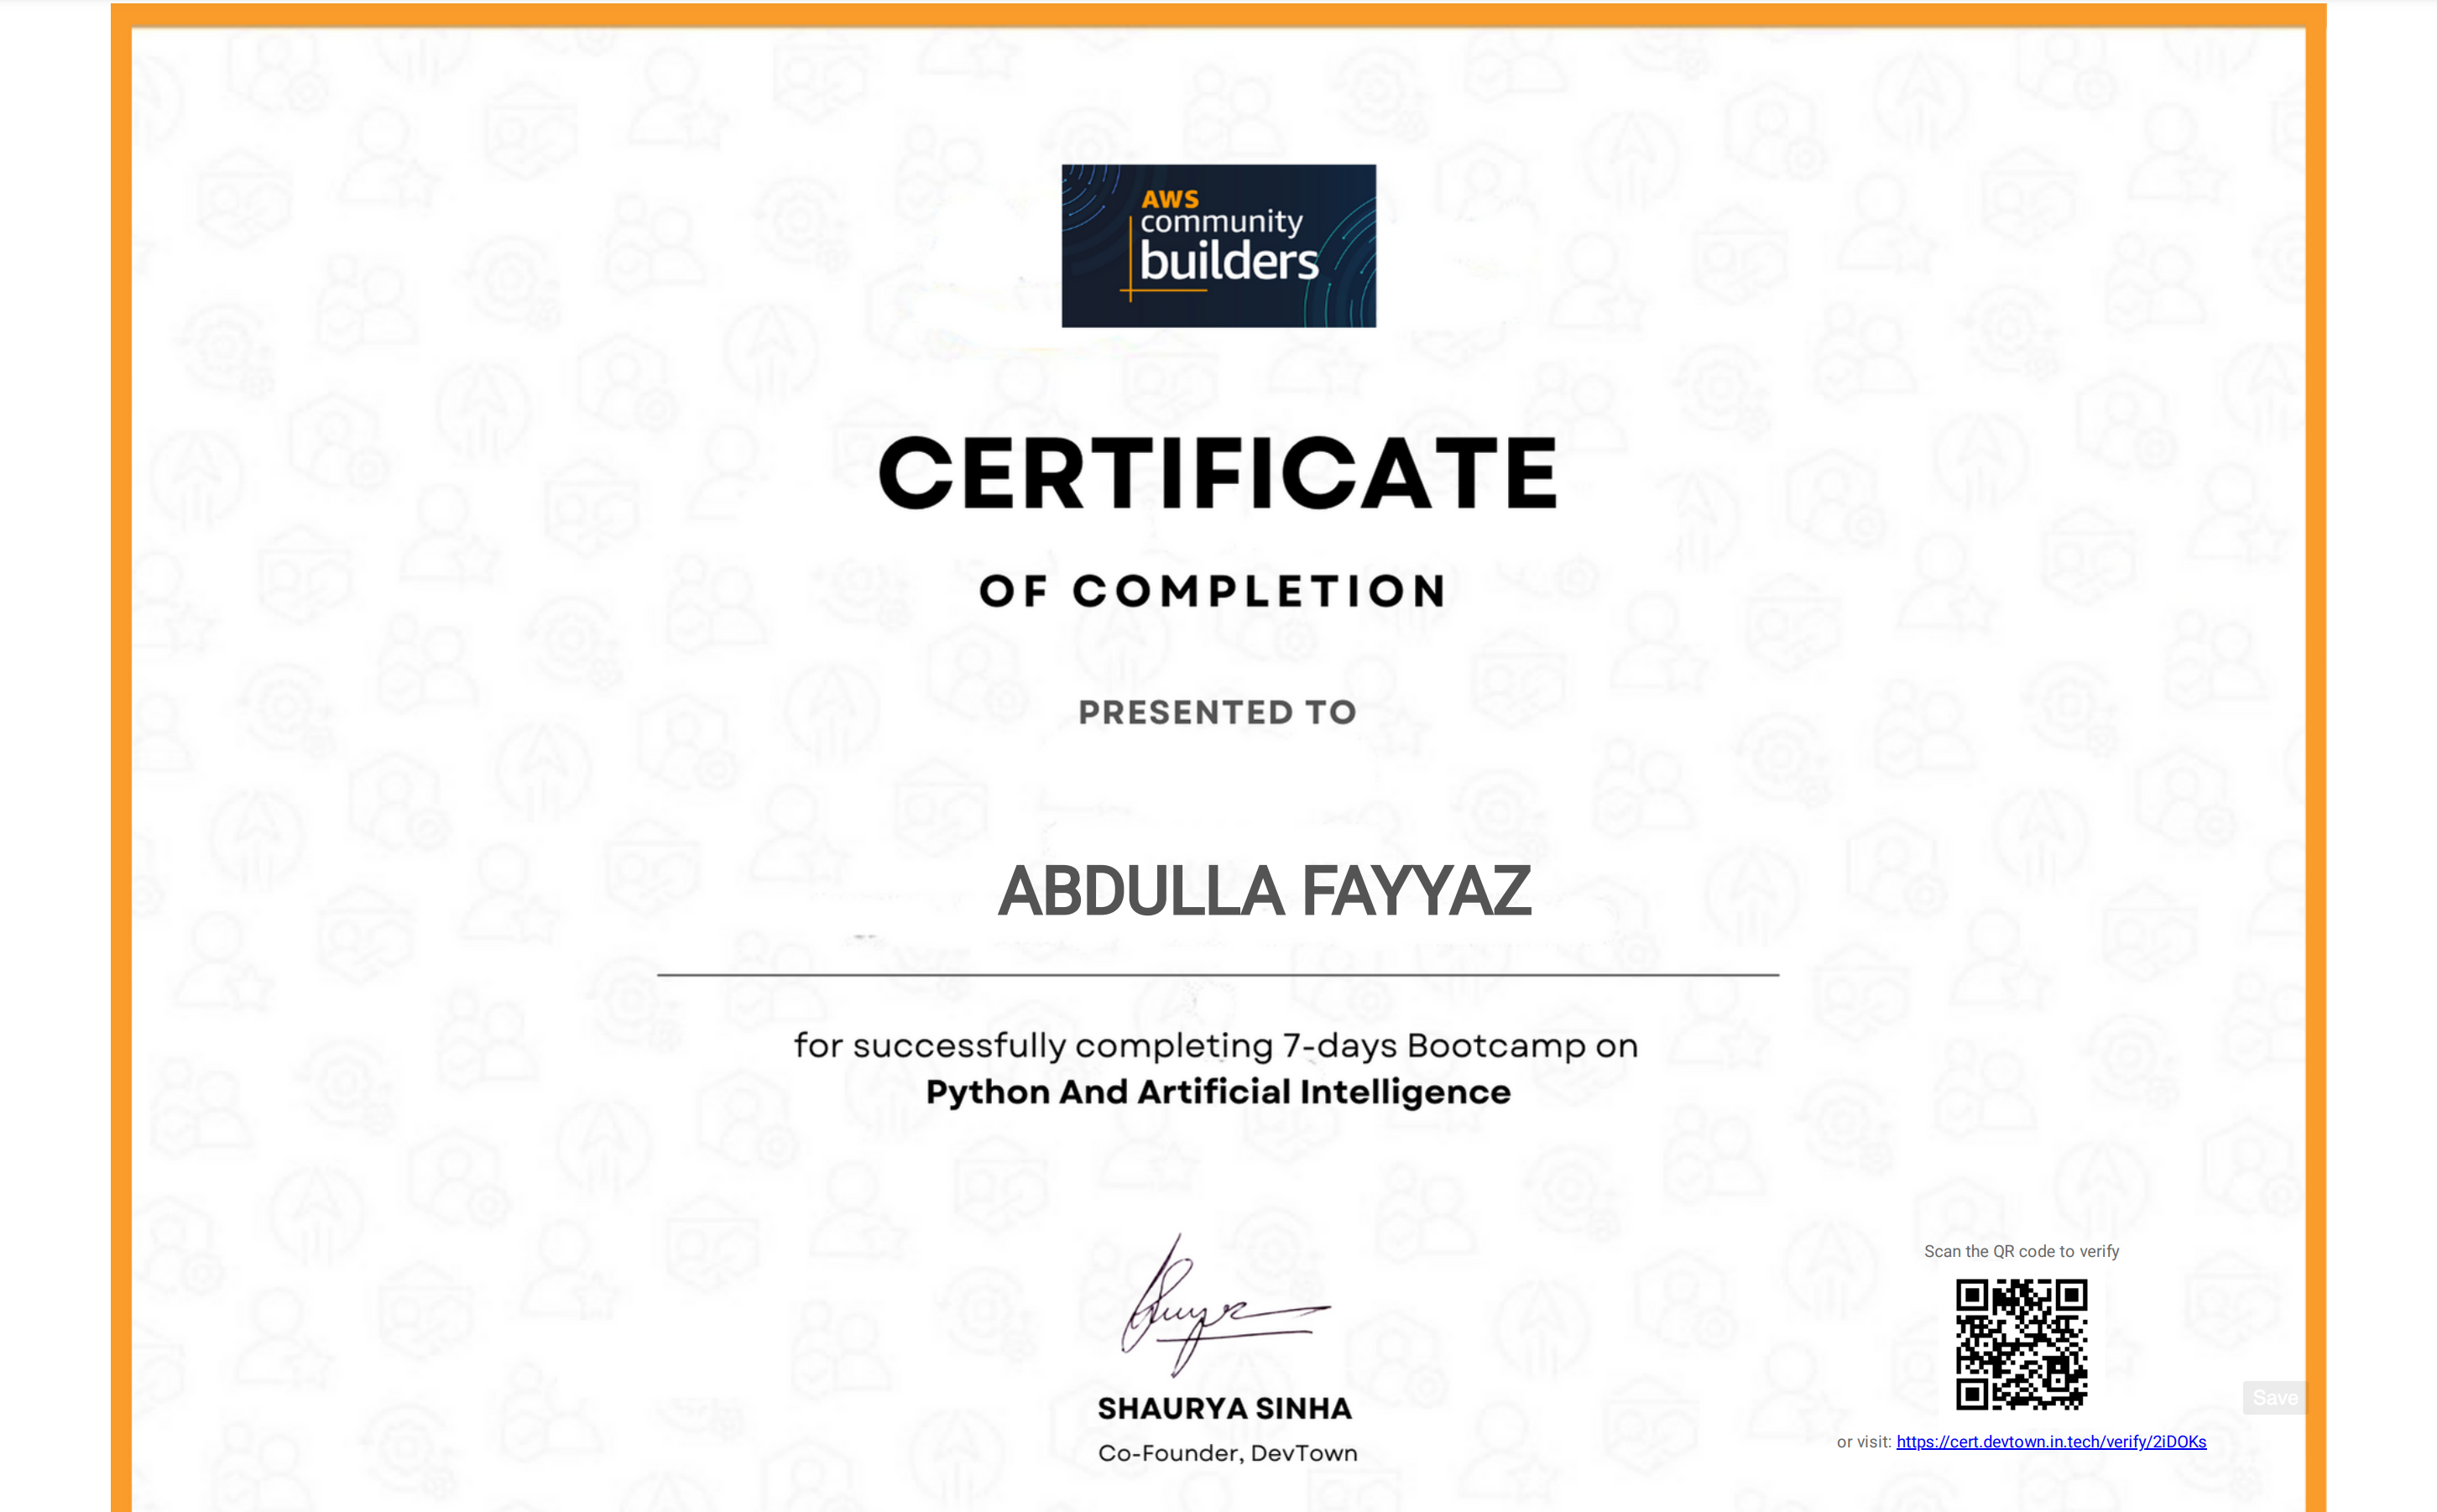 AWS
community
builders
CERTIFICATE
OF COMPLETION
PRESENTED TO
ABDULLA FAYYAZ
for successfully completing 7-days Bootcamp on
Python And Artificial Intelligence
SHAURYA SINHA
Co-Founder, DevTown
Scan the QR code to verify
Save
or visit: https://cert.devtown.in.tech/verify/2iDOKs